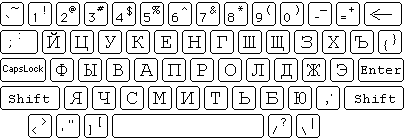 ` ~ 1 ! 2 @ 3 # 4 $ 5 % 6 ^ 7 & 8 * 9 ( 0 ) - _ = + ←
; : Й Ц У К Е Н Г Ш Щ З Х Ъ { }
CapsLock Ф Ы В А П Р О Л Д Ж Э Enter
Shift Я Ч С М И Т Ь Б Ю , . Shift
< > ' " ] [ / ? \ |